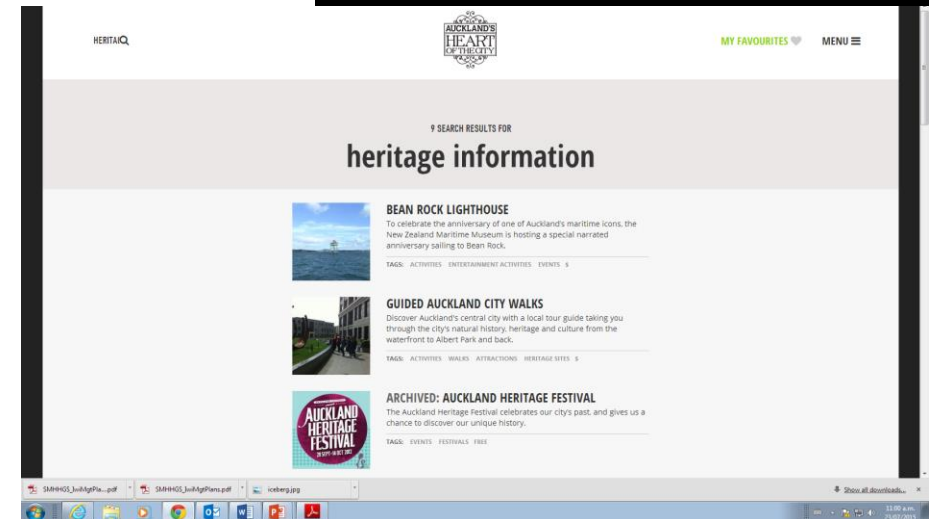 HERITAI
AUCKLAND'S
HEART
OF THE CITY
MY FAVOURITES
MENU
9 SEARCH RESULTS FOR
heritage information
BEAN ROCK LIGHTHOUSE
To celebrate the anniversary of one of Auckland's maritime icons, the
New Zealand Maritime Museum is hosting a special narrated
anniversary sailing to Bean Rock.
TAGS: ACTIVITIES ENTERTAINMENT ACTIVITIES EVENTS $
GUIDED AUCKLAND CITY WALKS
Discover Auckland's central city with a local tour guide taking you
through the city's natural history, heritage and culture from the
waterfront to Albert Park and back.
TAGS: ACTIVITIES WALKS ATTRACTIONS HERITAGE SITES $
AUCKLAND
HERITAGE
FESTIVAL
ARCHIVED: AUCKLAND HERITAGE FESTIVAL
The Auckland Heritage Festival celebrates our city's past, and gives us a
chance to discover our unique history.
TAGS: EVENTS FESTIVALS FREE
SMHHGS_IwiMgtPla....pdf
SMHHGS_IwiMgtPlans.pdf
iceberg.jpg
Show all downloads...
11:00 a.m.